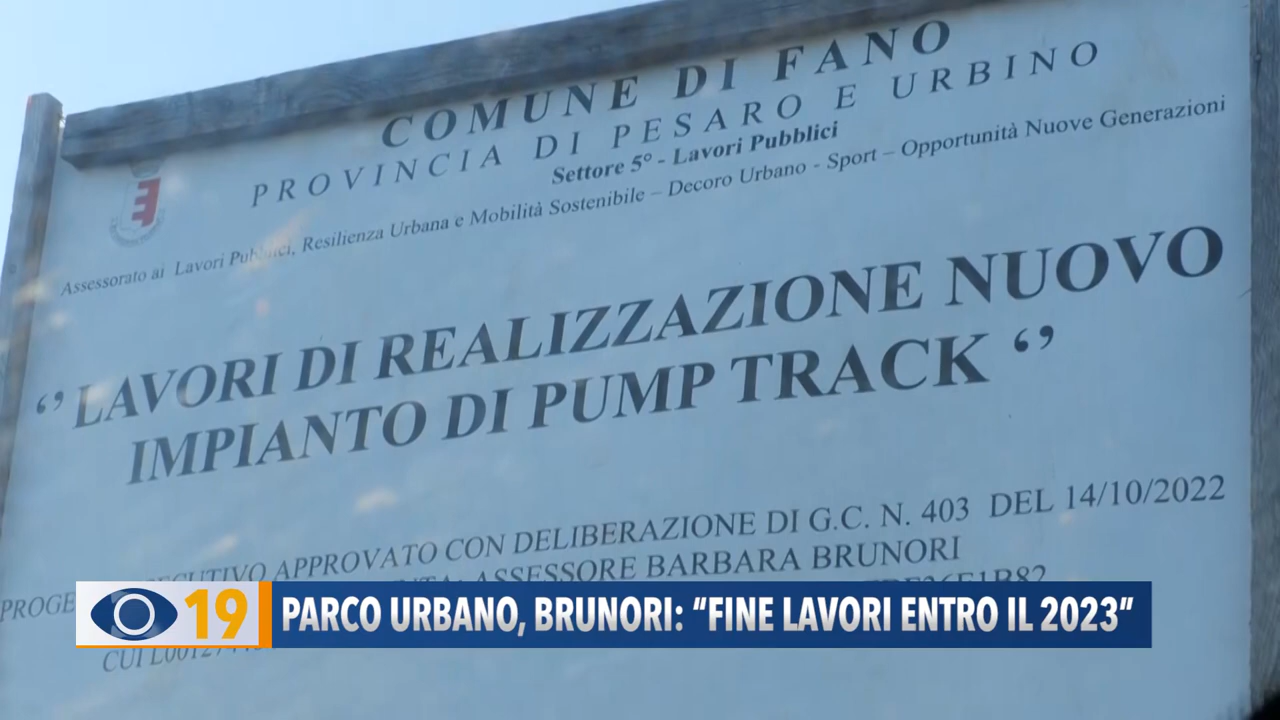 COMUNE DI FANO
PROVINCIA DI PESARO E URBINO
Settore 5° - Lavori Pubblici
Assessorato ai Lavori Pubblici, Resilienza Urbana e Mobilità Sostenibile – Decoro Urbano - Sport – Opportunità Nuove Generazioni
‘’ LAVORI DI REALIZZAZIONE NUOVO
IMPIANTO DI PUMP TRACK ‘’
APPROVATO CON DELIBERAZIONE DI G.C. N. 403 DEL 14/10/2022
ASSESSORE BARBARA BRUNORI
CUI
19 PARCO URBANO, BRUNORI: “FINE LAVORI ENTRO IL 2023”